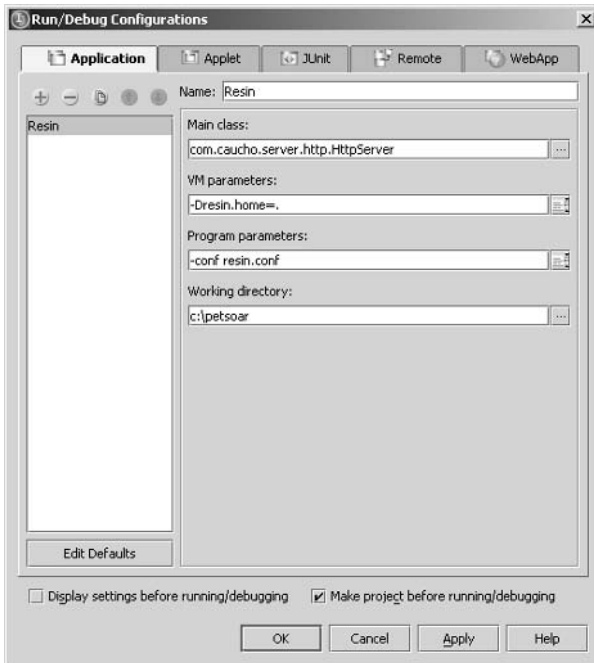 Run/Debug Configurations
Application
Applet
JUnit
Remote
WebApp
Name: Resin
Resin
Main class:
com.caucho.server.http.HttpServer
VM parameters:
-Dresin.home=.
Program parameters:
-conf resin.conf
Working directory:
c:\petsoar
Edit Defaults
Display settings before running/debugging
Make project before running/debugging
OK
Cancel
Apply
Help